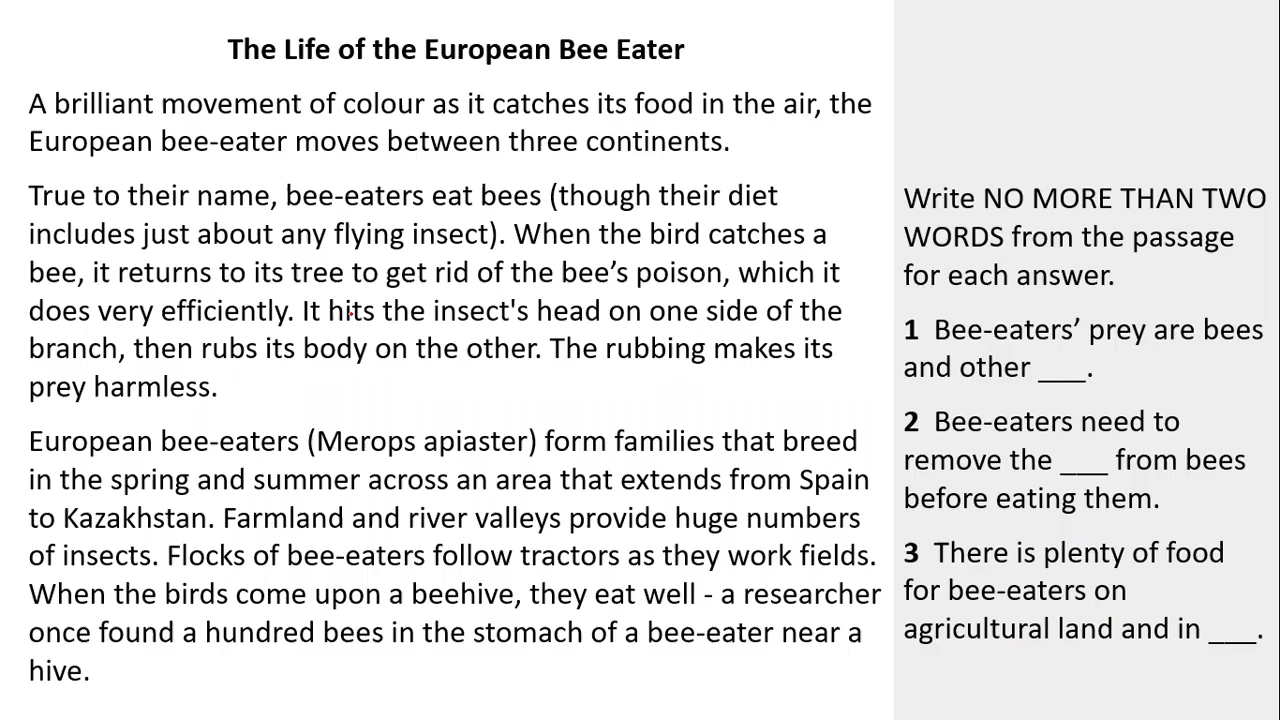 The Life of the European Bee Eater
A brilliant movement of colour as it catches its food in the air, the
European bee-eater moves between three continents.
True to their name, bee-eaters eat bees (though their diet
includes just about any flying insect). When the bird catches a
bee, it returns to its tree to get rid of the bee’s poison, which it
does very efficiently. It hits the insect's head on one side of the
branch, then rubs its body on the other. The rubbing makes its
prey harmless.
European bee-eaters (Merops apiaster) form families that breed
in the spring and summer across an area that extends from Spain
to Kazakhstan. Farmland and river valleys provide huge numbers
of insects. Flocks of bee-eaters follow tractors as they work fields.
When the birds come upon a beehive, they eat well - a researcher
once found a hundred bees in the stomach of a bee-eater near a
hive.
Write NO MORE THAN TWO
WORDS from the passage
for each answer.
1 Bee-eaters’ prey are bees
and other ___.
2 Bee-eaters need to
remove the ___ from bees
before eating them.
3 There is plenty of food
for bee-eaters on
agricultural land and in ___.